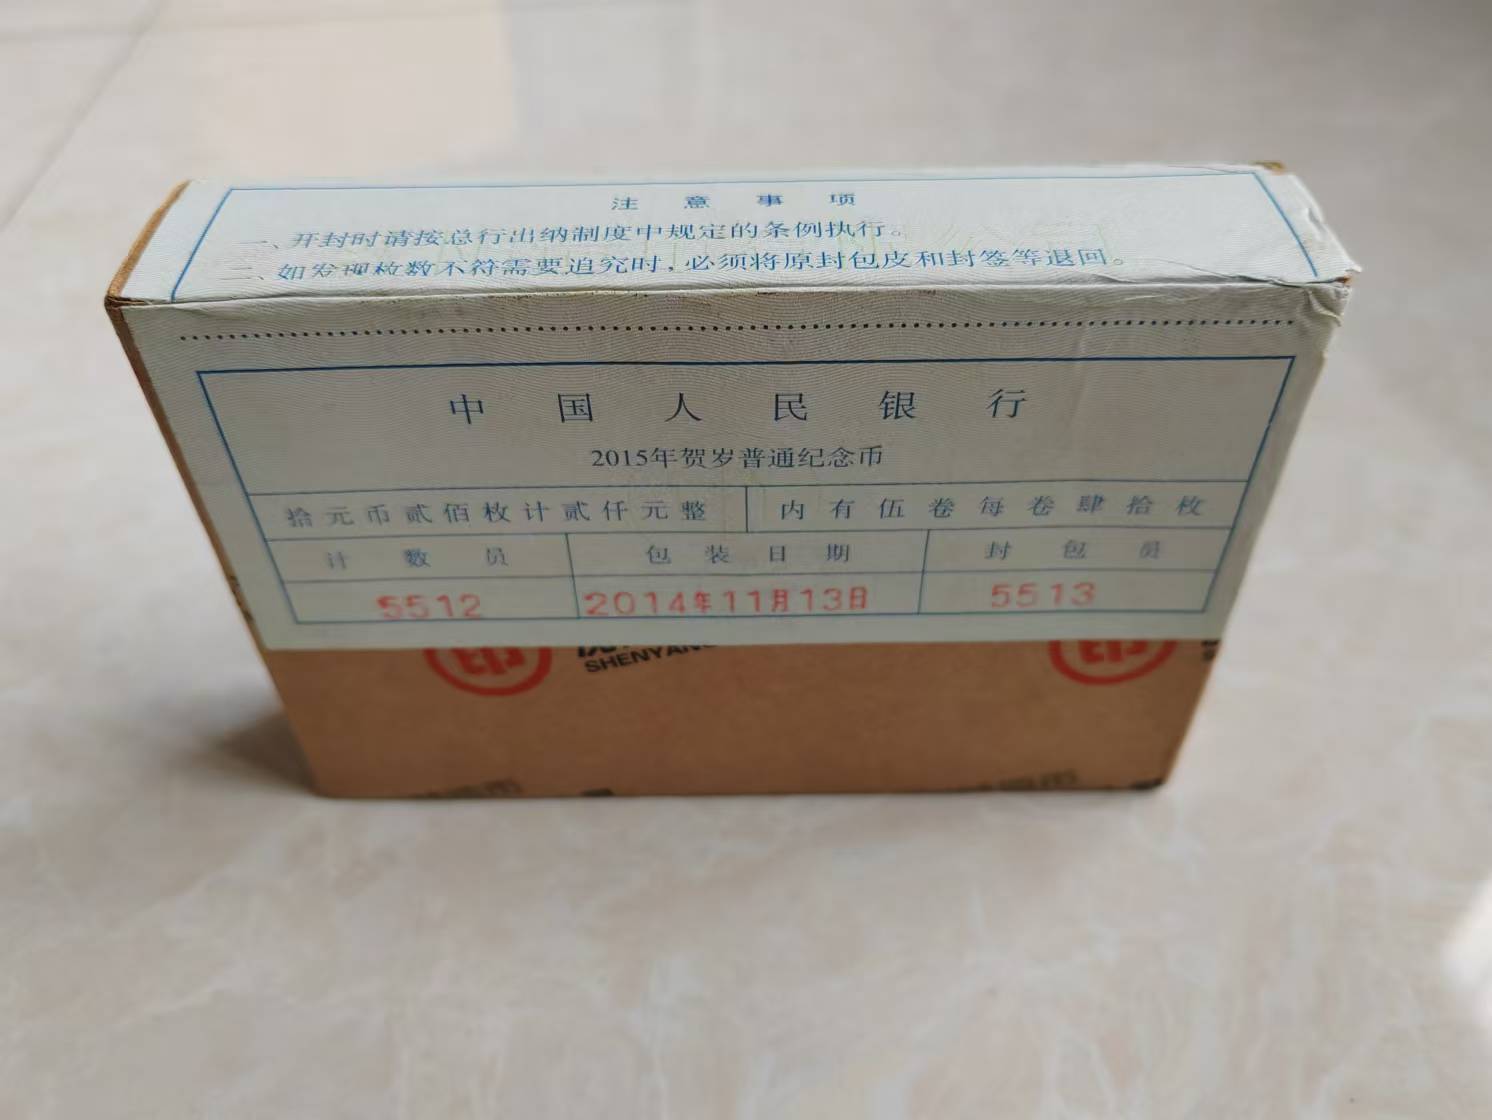 注意事项
一、开封时请按总行出纳制度中规定的条例执行。
二、如发现枚数不符需要追究时，必须将原封包皮和封签等退回。
中国人民银行
2015年贺岁普通纪念币
拾元币贰佰枚计贰仟元整 内有伍卷每卷肆拾枚
计数员 包装日期 封包员
5512 2014年11月13日 5513
SHENYANG